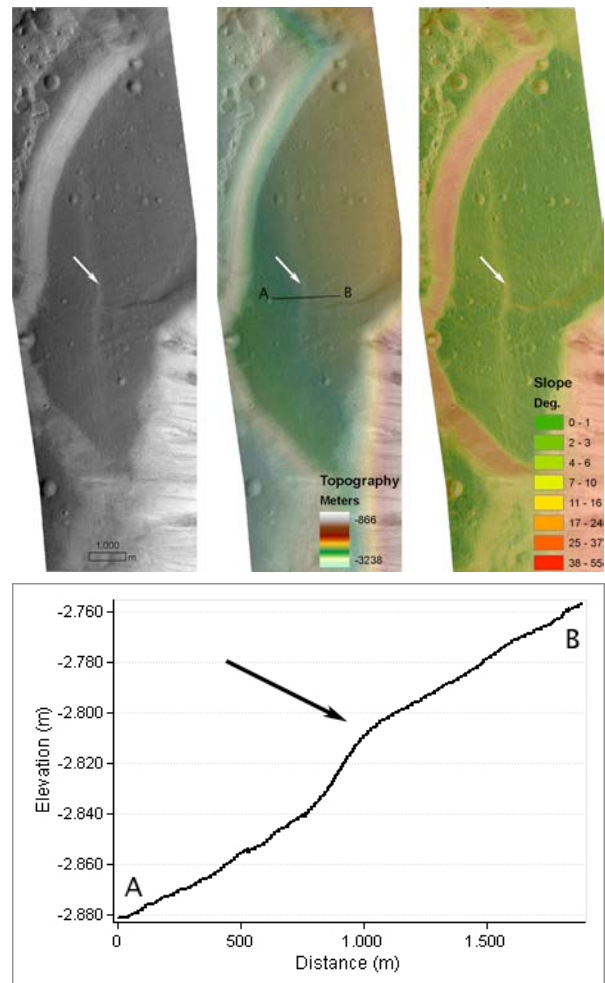 A B
1.000
m
Topography
Meters
-866
-3238
Slope
Deg.
0 - 1
2 - 3
4 - 6
7 - 10
11 - 16
17 - 24
25 - 37
38 - 55
-2.760
-2.780
-2.800
-2.820
-2.840
-2.860
-2.880
Elevation (m)
A
B
0 500 1.000 1.500
Distance (m)